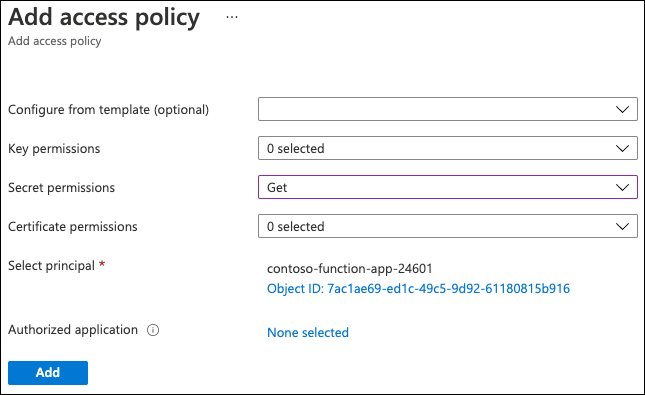 Add access policy ...
Add access policy
Configure from template (optional)
Key permissions 0 selected
Secret permissions Get
Certificate permissions 0 selected
Select principal * contoso-function-app-24601
Object ID: 7ac1ae69-ed1c-49c5-9d92-61180815b916
Authorized application None selected
Add